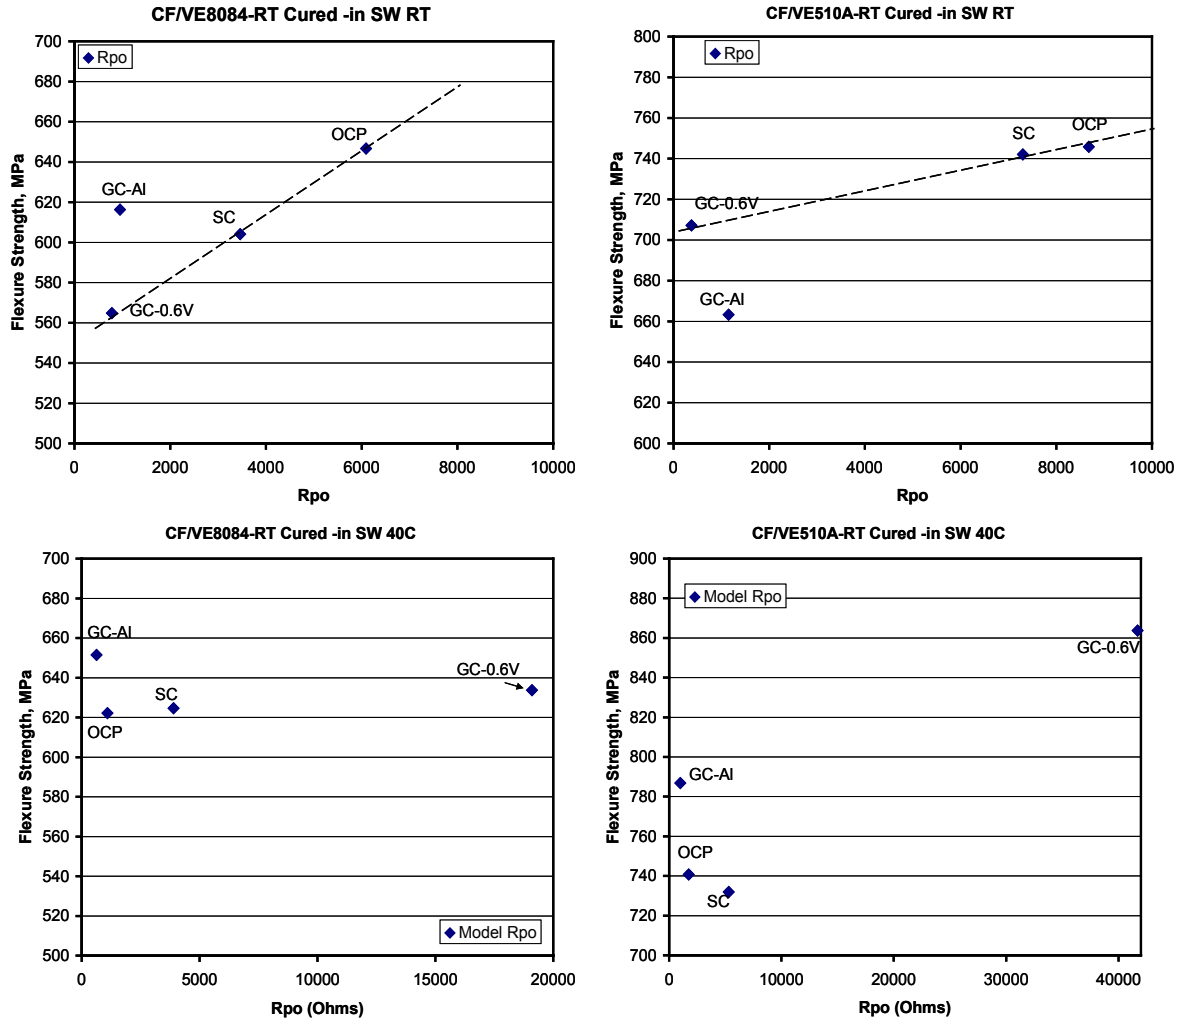 CF/VE8084-RT Cured -in SW RT
700
680
660
640
620
600
580
560
540
520
500
Flexure Strength, MPa
Rpo
OCP
GC-Al
SC
GC-0.6V
0 2000 4000 6000 8000 10000
Rpo
CF/VE510A-RT Cured -in SW RT
800
780
760
740
720
700
680
660
640
620
600
Flexure Strength, MPa
Rpo
SC
OCP
GC-0.6V
GC-Al
0 2000 4000 6000 8000 10000
Rpo
CF/VE8084-RT Cured -in SW 40C
700
680
660
640
620
600
580
560
540
520
500
Flexure Strength, MPa
GC-Al
GC-0.6V
SC
OCP
Model Rpo
0 5000 10000 15000 20000
Rpo (Ohms)
CF/VE510A-RT Cured -in SW 40C
900
880
860
840
820
800
780
760
740
720
700
Flexure Strength, MPa
Model Rpo
GC-0.6V
GC-Al
OCP
SC
0 10000 20000 30000 40000
Rpo (Ohms)